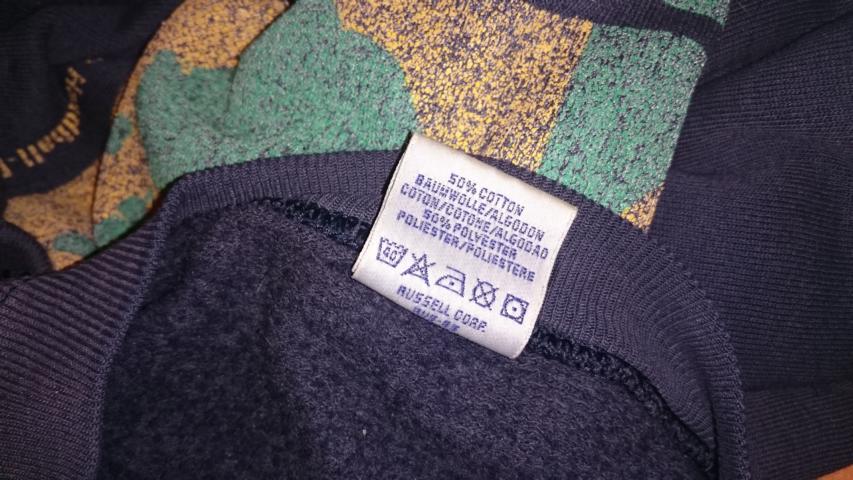 50% COTTON
BAUMWOLLE/ALGODON
COTON/COTONE/ALGODAO
50% POLYESTER
POLIESTER/POLIESTERE
40
RUSSELL CORP.